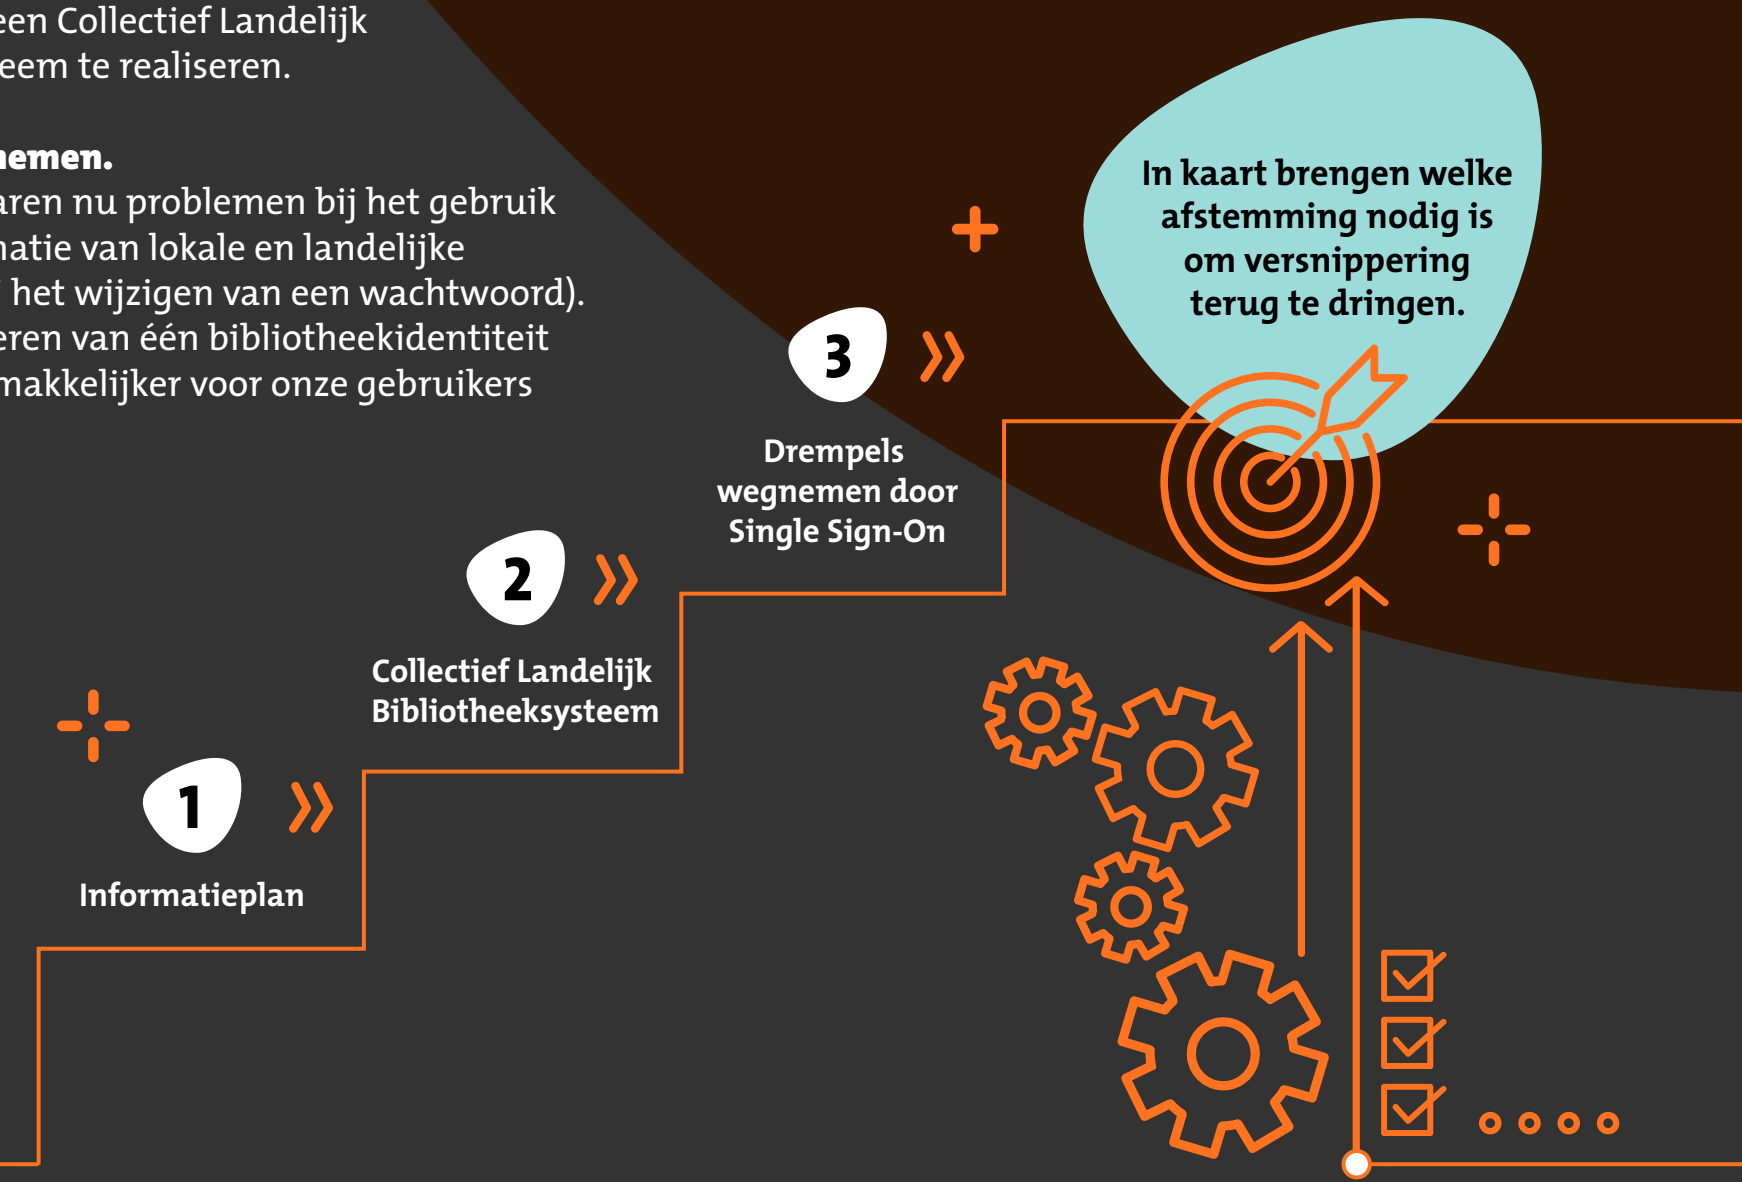 een Collectief Landelijk
eem te realiseren.
nemen.
aren nu problemen bij het gebruik
matie van lokale en landelijke
het wijzigen van een wachtwoord).
eren van één bibliotheekidentiteit
makkelijker voor onze gebruikers
In kaart brengen welke
afstemming nodig is
om versnippering
terug te dringen.
3
Drempels
wegnemen door
Single Sign-On
2
Collectief Landelijk
Bibliotheeksysteem
1
Informatieplan